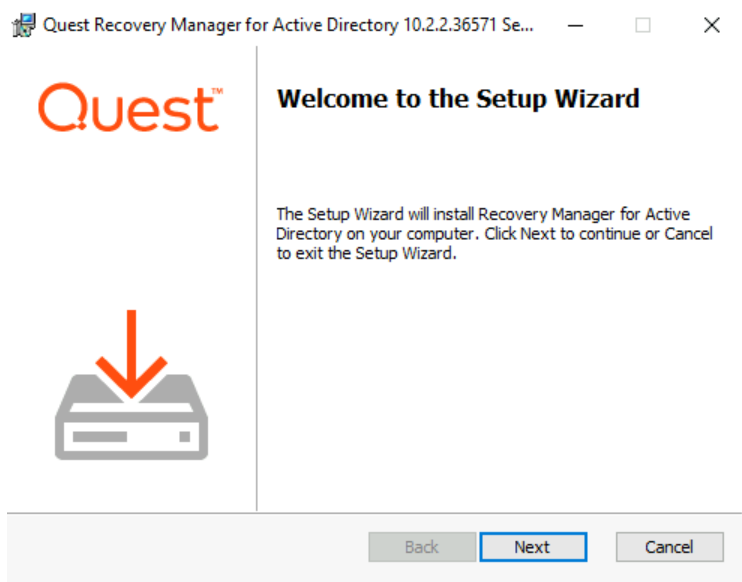 Quest Recovery Manager for Active Directory 10.2.2.36571 Se...
Quest™
Welcome to the Setup Wizard
The Setup Wizard will install Recovery Manager for Active
Directory on your computer. Click Next to continue or Cancel
to exit the Setup Wizard.
Back
Next
Cancel